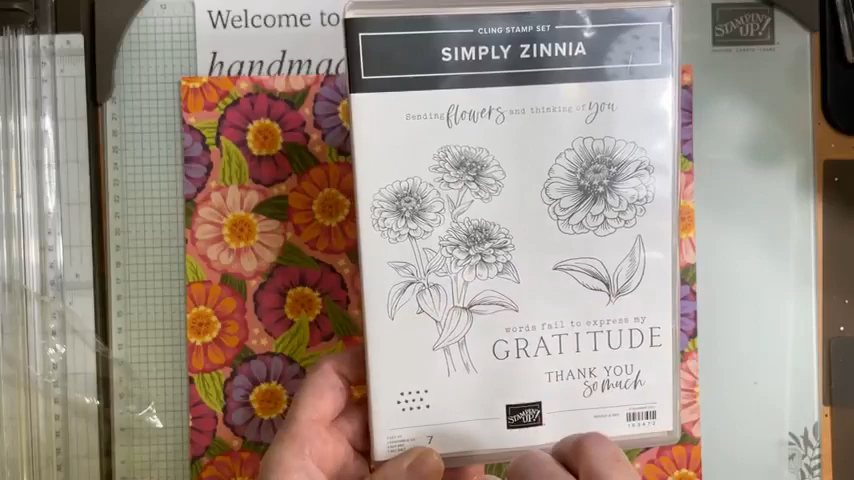 Welcome to
handmad
STAMPIN' UP!
CLING STAMP SET
SIMPLY ZINNIA
Sending flowers and thinking of you
words fail to express my
GRATITUDE
THANK YOU
so much
STAMPIN' UP!
7
153472